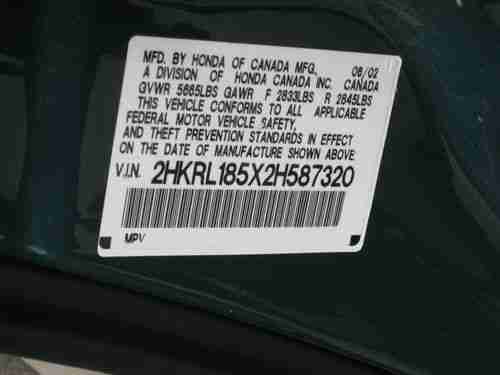 MFD. BY HONDA OF CANADA MFG., 06/02
A DIVISION OF HONDA CANADA INC. CANADA
GVWR 5665LBS GAWR F 2833LBS R 2845LBS
THIS VEHICLE CONFORMS TO ALL APPLICABLE
FEDERAL MOTOR VEHICLE SAFETY,
AND THEFT PREVENTION STANDARDS IN EFFECT
ON THE DATE OF MANUFACTURE SHOWN ABOVE
V.I.N. 2HKRL185X2H587320
MPV